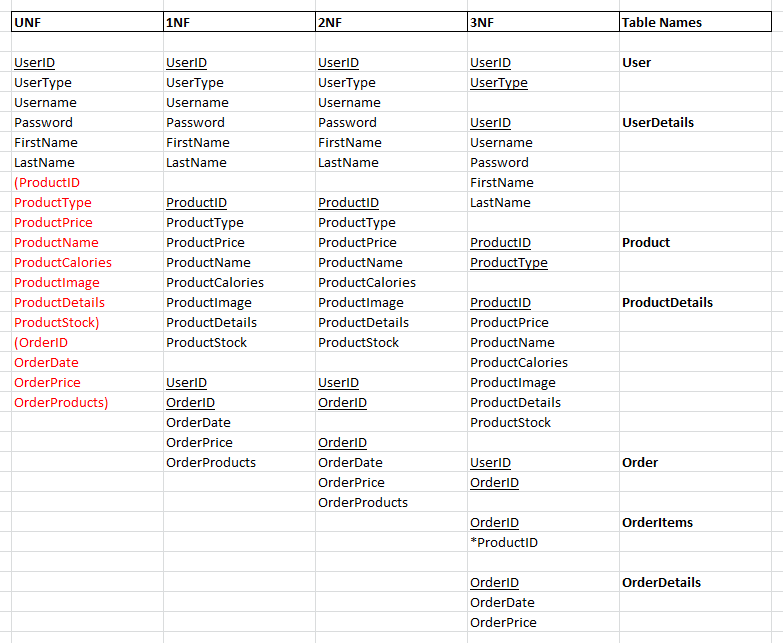 UNF 1NF 2NF 3NF Table Names
UserID UserID UserID UserID User
UserType UserType UserType UserType
Username Username Username
Password Password Password UserID UserDetails
FirstName FirstName FirstName Username
LastName LastName LastName Password
(ProductID FirstName
ProductType ProductID ProductID LastName
ProductPrice ProductType ProductType
ProductName ProductPrice ProductPrice ProductID Product
ProductCalories ProductName ProductName ProductType
ProductImage ProductCalories ProductCalories
ProductDetails ProductImage ProductImage ProductID ProductDetails
ProductStock) ProductDetails ProductDetails ProductPrice
(OrderID ProductStock ProductStock ProductName
OrderDate ProductCalories
OrderPrice UserID UserID ProductImage
OrderProducts) OrderID OrderID ProductDetails
OrderDate ProductStock
OrderPrice OrderID
OrderProducts OrderDate UserID Order
OrderPrice OrderID
OrderProducts
OrderID OrderItems
*ProductID
OrderID OrderDetails
OrderDate
OrderPrice